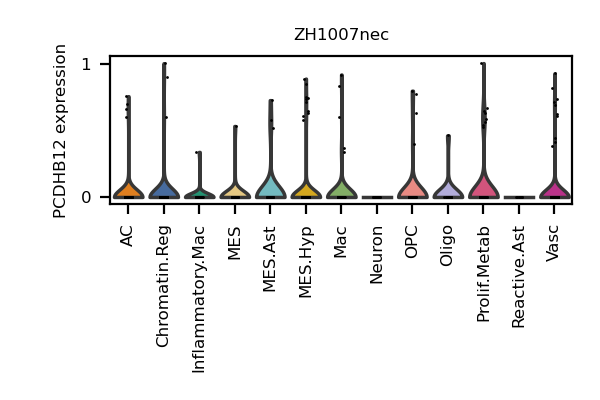 ZH1007nec
PCDHB12 expression
1
0
AC
Chromatin.Reg
Inflammatory.Mac
MES
MES.Ast
MES.Hyp
Mac
Neuron
OPC
Oligo
Prolif.Metab
Reactive.Ast
Vasc